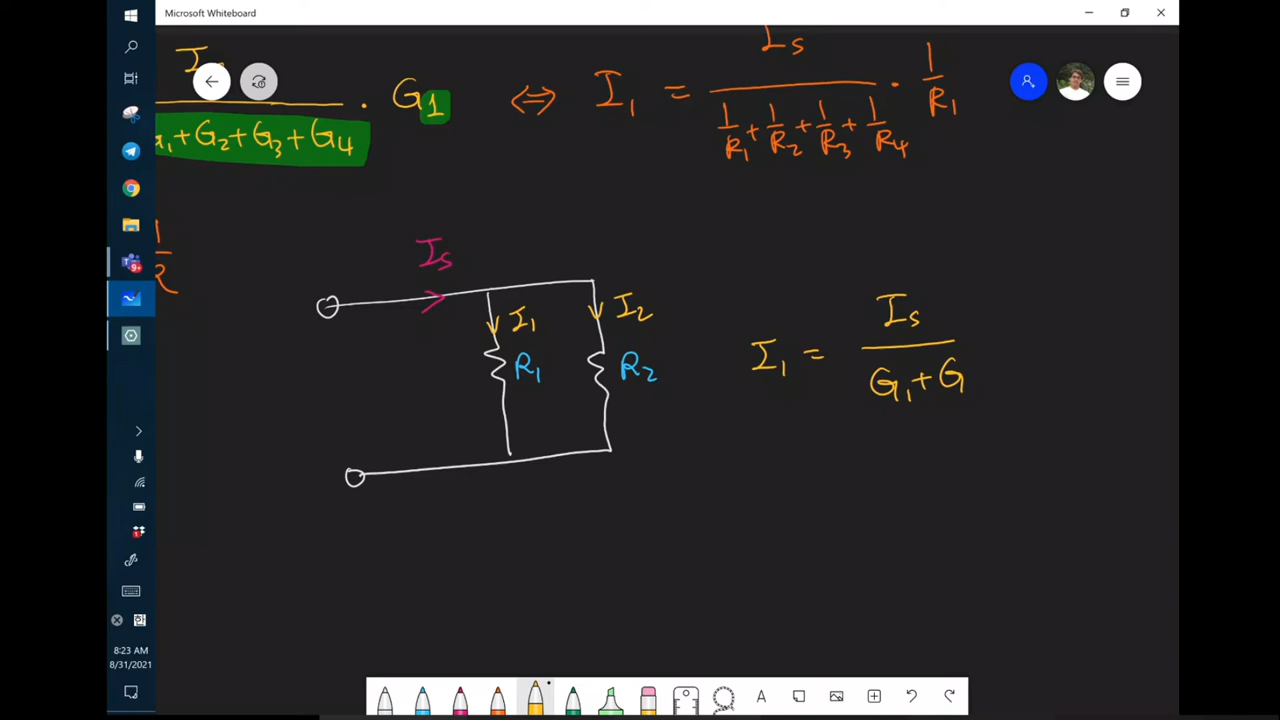 Microsoft Whiteboard
G1 ⇔ I1 = Is / (1/R1 + 1/R2 + 1/R3 + 1/R4) · 1/R1
+G2+G3+G4
Is
I1
I2
R1
R2
I1 = Is / (G1+G
9+
8:23 AM
8/31/2021
A